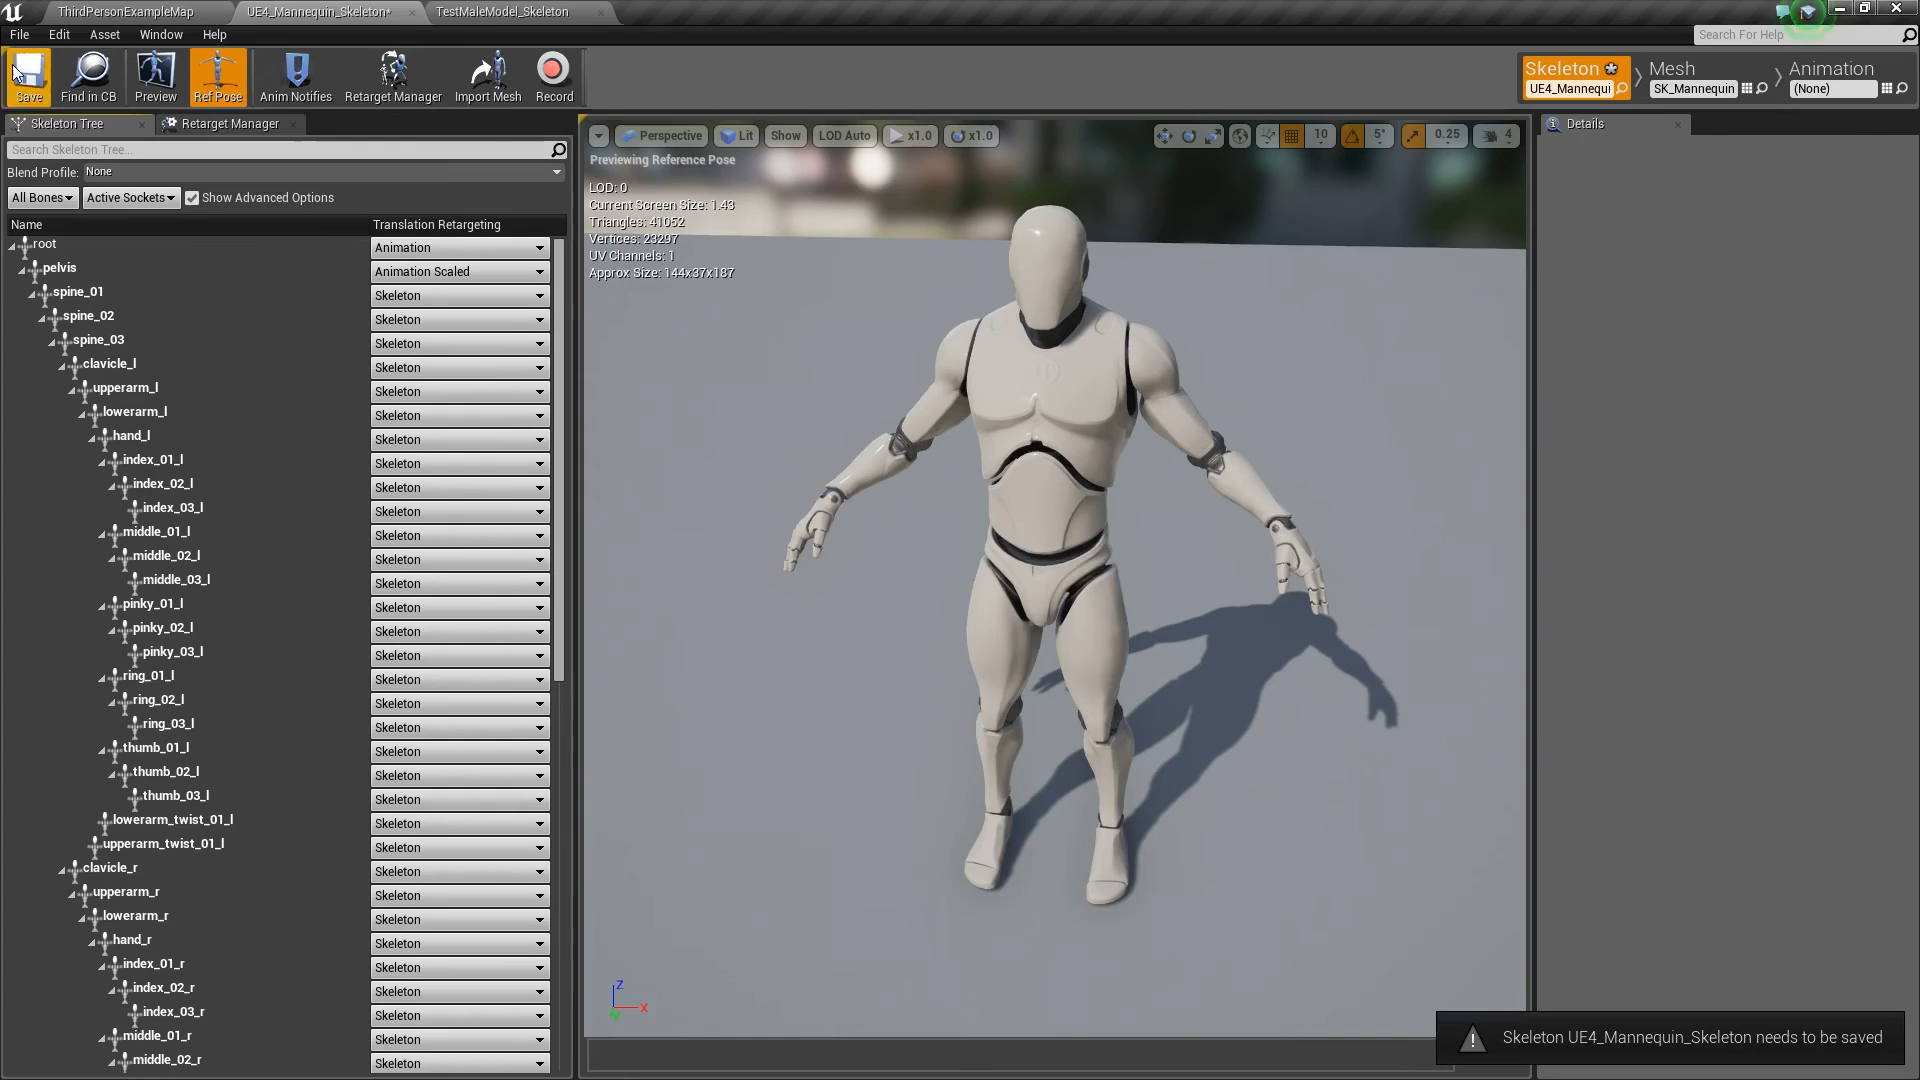 ThirdPersonExampleMap
UE4_Mannequin_Skeleton*
TestMaleModel_Skeleton
File Edit Asset Window Help
Search For Help
Save
Find in CB
Preview
Ref Pose
Anim Notifies
Retarget Manager
Import Mesh
Record
Skeleton
UE4_Mannequi
Mesh
SK_Mannequin
Animation
(None)
Skeleton Tree
Retarget Manager
Search Skeleton Tree...
Blend Profile: None
All Bones
Active Sockets
Show Advanced Options
Name Translation Retargeting
root Animation
pelvis Animation Scaled
spine_01 Skeleton
spine_02 Skeleton
spine_03 Skeleton
clavicle_l Skeleton
upperarm_l Skeleton
lowerarm_l Skeleton
hand_l Skeleton
index_01_l Skeleton
index_02_l Skeleton
index_03_l Skeleton
middle_01_l Skeleton
middle_02_l Skeleton
middle_03_l Skeleton
pinky_01_l Skeleton
pinky_02_l Skeleton
pinky_03_l Skeleton
ring_01_l Skeleton
ring_02_l Skeleton
ring_03_l Skeleton
thumb_01_l Skeleton
thumb_02_l Skeleton
thumb_03_l Skeleton
lowerarm_twist_01_l Skeleton
upperarm_twist_01_l Skeleton
clavicle_r Skeleton
upperarm_r Skeleton
lowerarm_r Skeleton
hand_r Skeleton
index_01_r Skeleton
index_02_r Skeleton
index_03_r Skeleton
middle_01_r Skeleton
middle_02_r Skeleton
Perspective Lit Show LOD Auto x1.0 x1.0
10 5° 0.25 4
Previewing Reference Pose
LOD: 0
Current Screen Size: 1.43
Triangles: 41052
Vertices: 23297
UV Channels: 1
Approx Size: 144x37x187
Z
X
Y
Details
Skeleton UE4_Mannequin_Skeleton needs to be saved